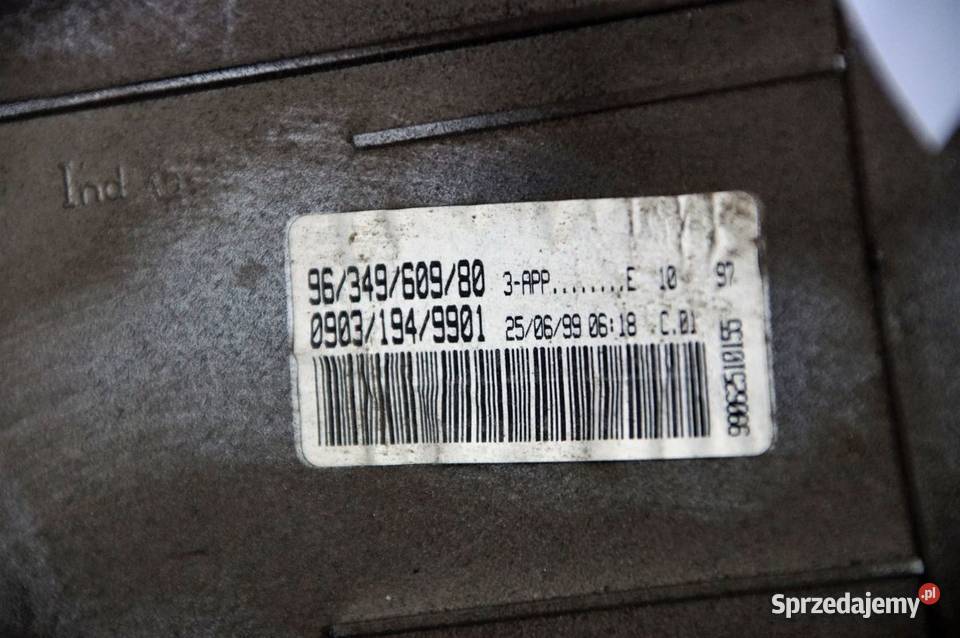 Ind
96/349/609/80 3-APP........E 10 97
0903/194/9901 25/06/99 06:18 C.01
99062510155
Sprzedajemy.pl